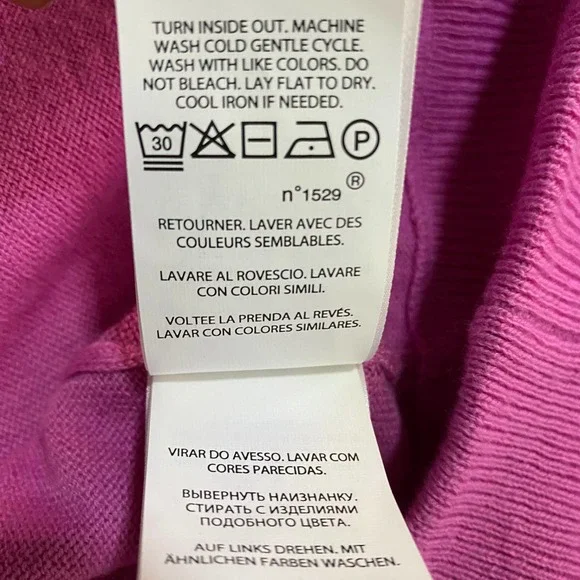 TURN INSIDE OUT. MACHINE
WASH COLD GENTLE CYCLE.
WASH WITH LIKE COLORS. DO
NOT BLEACH. LAY FLAT TO DRY.
COOL IRON IF NEEDED.
30 P
n°1529 ®
RETOURNER. LAVER AVEC DES
COULEURS SEMBLABLES.
LAVARE AL ROVESCIO. LAVARE
CON COLORI SIMILI.
VOLTEE LA PRENDA AL REVÉS.
LAVAR CON COLORES SIMILARES.
VIRAR DO AVESSO. LAVAR COM
CORES PARECIDAS.
ВЫВЕРНУТЬ НАИЗНАНКУ.
СТИРАТЬ С ИЗДЕЛИЯМИ
ПОДОБНОГО ЦВЕТА.
AUF LINKS DREHEN. MIT
ÄHNLICHEN FARBEN WASCHEN.